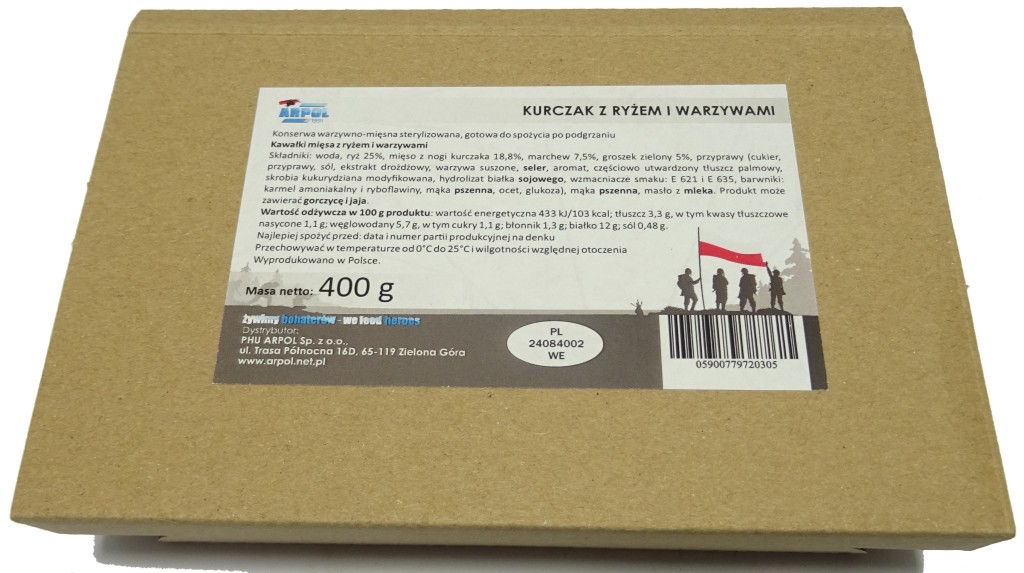 ARPOL
KURCZAK Z RYŻEM I WARZYWAMI
Konserwa warzywno-mięsna sterylizowana, gotowa do spożycia po podgrzaniu
Kawałki mięsa z ryżem i warzywami
Składniki: woda, ryż 25%, mięso z nogi kurczaka 18,8%, marchew 7,5%, groszek zielony 5%, przyprawy (cukier,
przyprawy, sól, ekstrakt drożdżowy, warzywa suszone, seler, aromat, częściowo utwardzony tłuszcz palmowy,
skrobia kukurydziana modyfikowana, hydrolizat białka sojowego, wzmacniacze smaku: E 621 i E 635, barwniki:
karmel amoniakalny i ryboflawiny, mąka pszenna, ocet, glukoza), mąka pszenna, masło z mleka. Produkt może
zawierać gorczycę i jaja.
Wartość odżywcza w 100 g produktu: wartość energetyczna 433 kJ/103 kcal; tłuszcz 3,3 g, w tym kwasy tłuszczowe
nasycone 1,1 g; węglowodany 5,7 g, w tym cukry 1,1 g; błonnik 1,3 g; białko 12 g; sól 0,48 g.
Najlepiej spożyć przed: data i numer partii produkcyjnej na denku
Przechowywać w temperaturze od 0°C do 25°C i wilgotności względnej otoczenia
Wyprodukowano w Polsce.
Masa netto: 400 g
żywimy bohaterów - we feed heroes
Dystrybutor:
PHU ARPOL Sp. z o.o.,
ul. Trasa Północna 16D, 65-119 Zielona Góra
www.arpol.net.pl
PL
24084002
WE
05900779720305